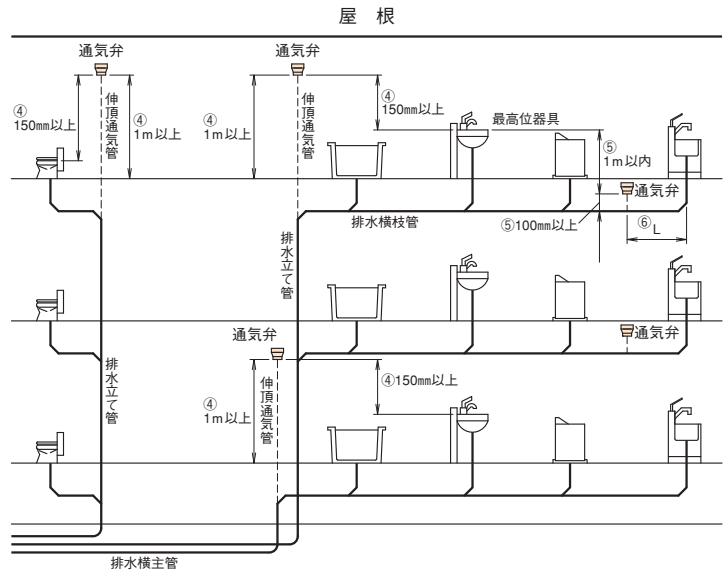 屋 根
通気弁
通気弁
④
150mm以上
伸頂通気管
④
1m以上
④
1m以上
伸頂通気管
④
150mm以上
最高位器具
⑤
1m以内
通気弁
⑤100mm以上
⑥L
排水横枝管
排水立て管
通気弁
通気弁
排水立て管
④
1m以上
伸頂通気管
④150mm以上
排水横主管